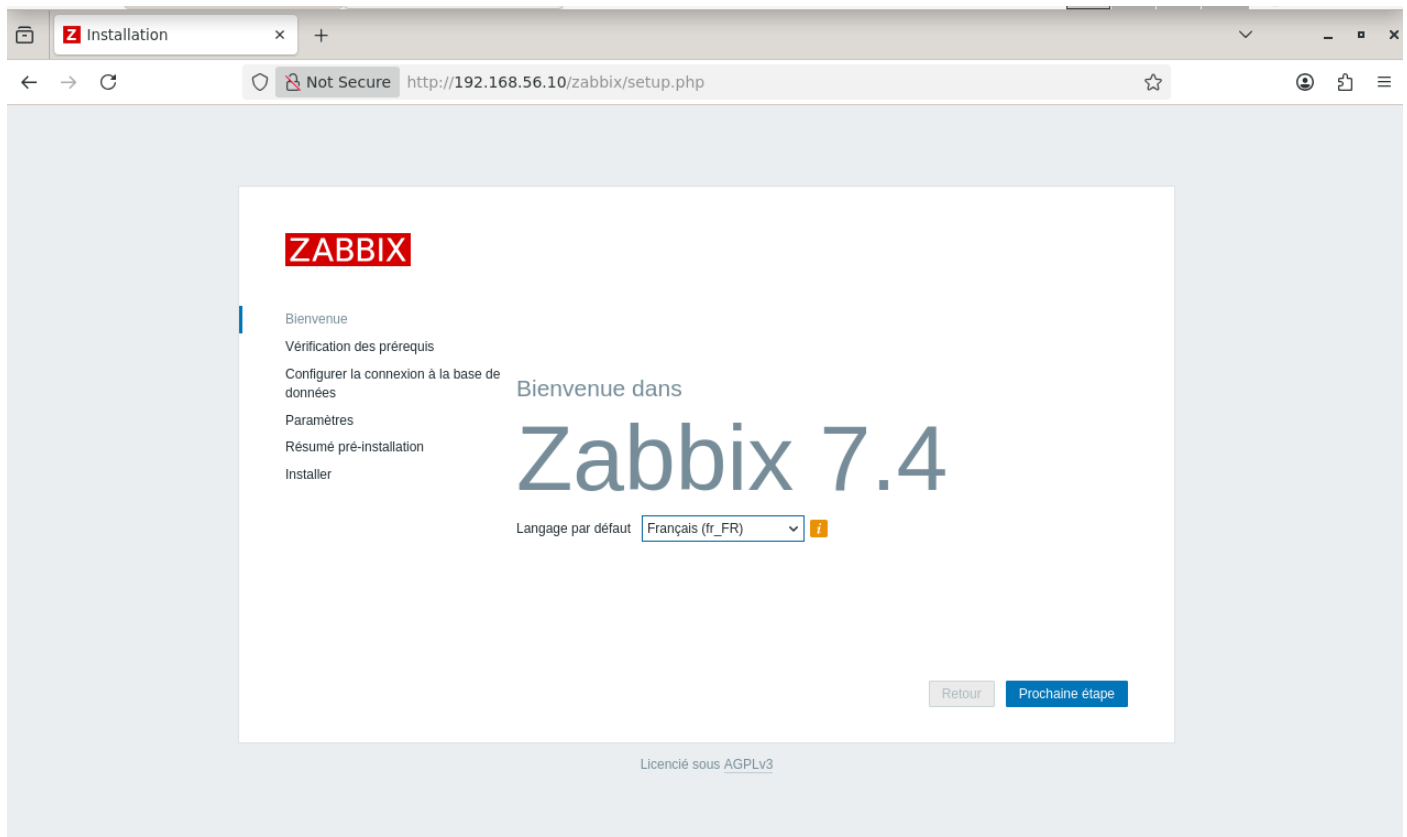 Installation
Not Secure http://192.168.56.10/zabbix/setup.php
ZABBIX
Bienvenue
Vérification des prérequis
Configurer la connexion à la base de
données
Paramètres
Résumé pré-installation
Installer
Bienvenue dans
Zabbix 7.4
Langage par défaut Français (fr_FR)
Retour Prochaine étape
Licencié sous AGPLv3